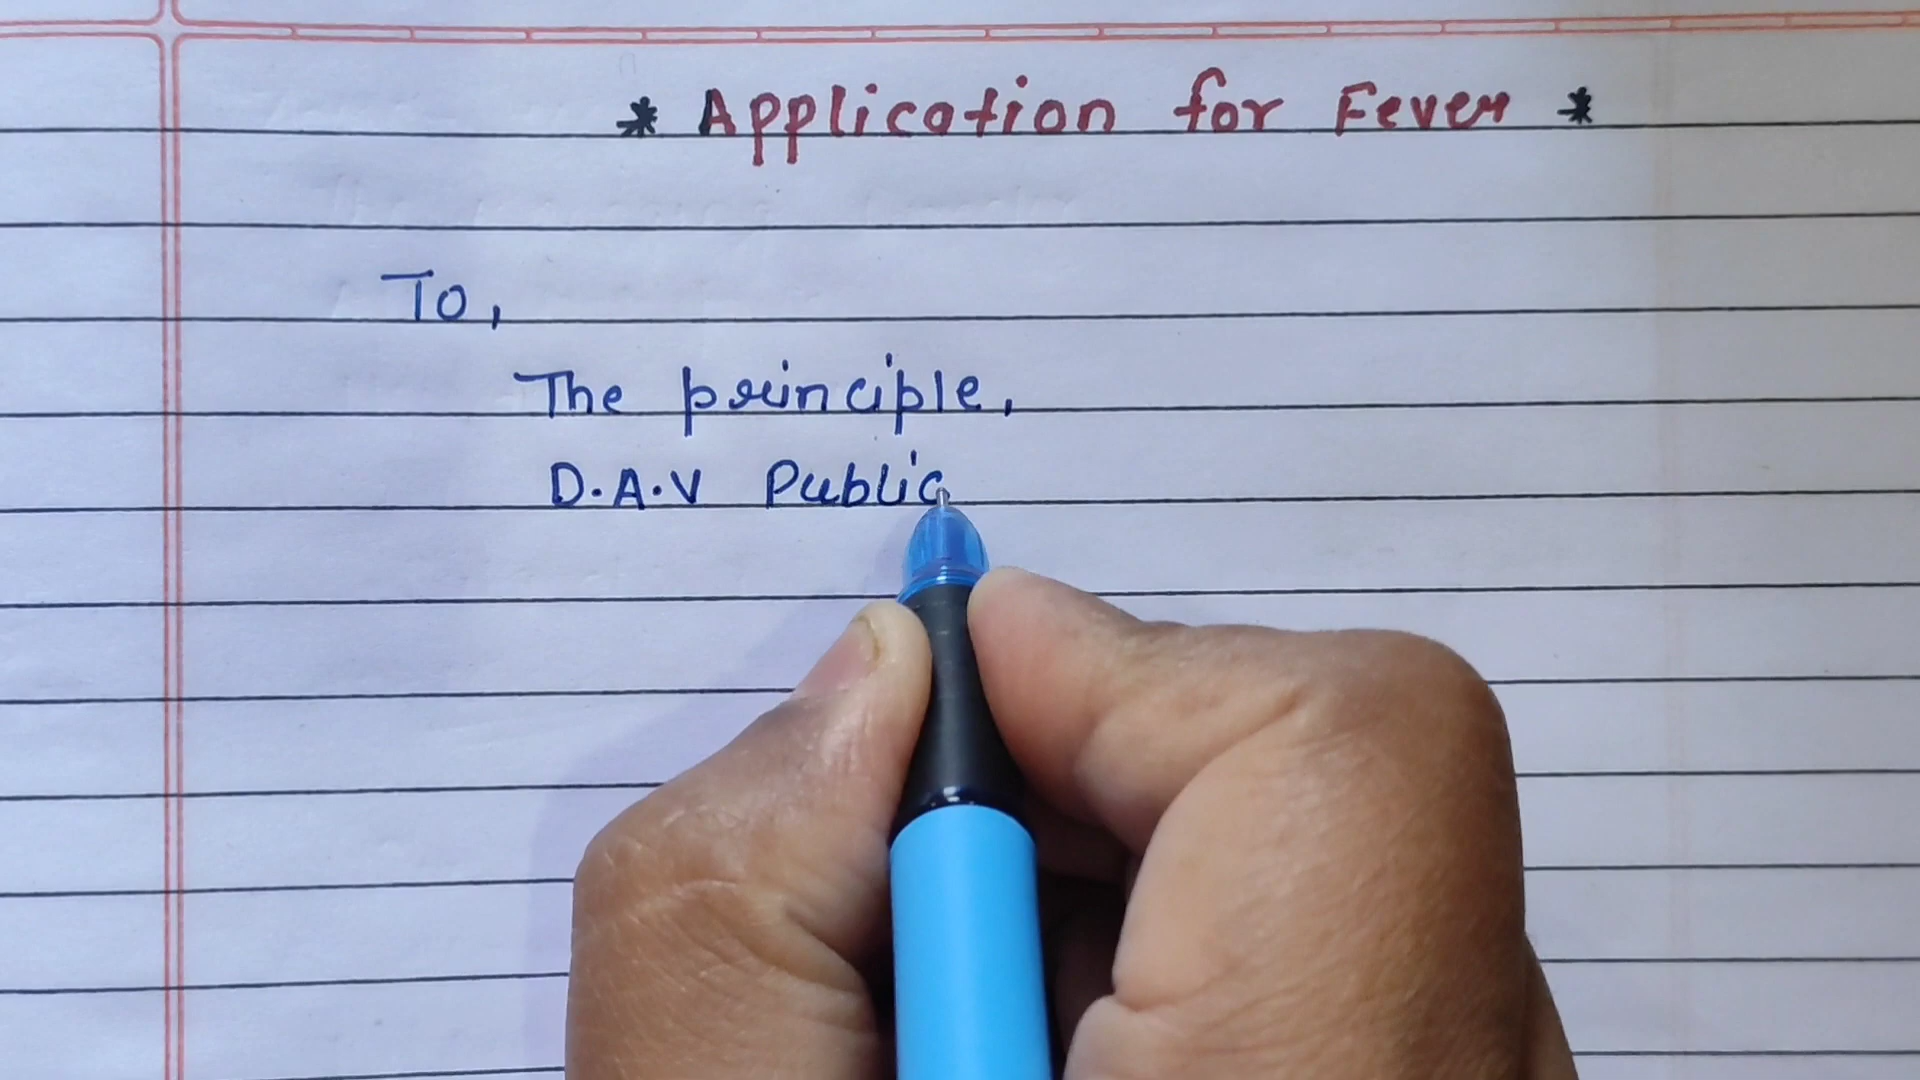 * Application for Fever *
To,
The principle,
D.A.V Public